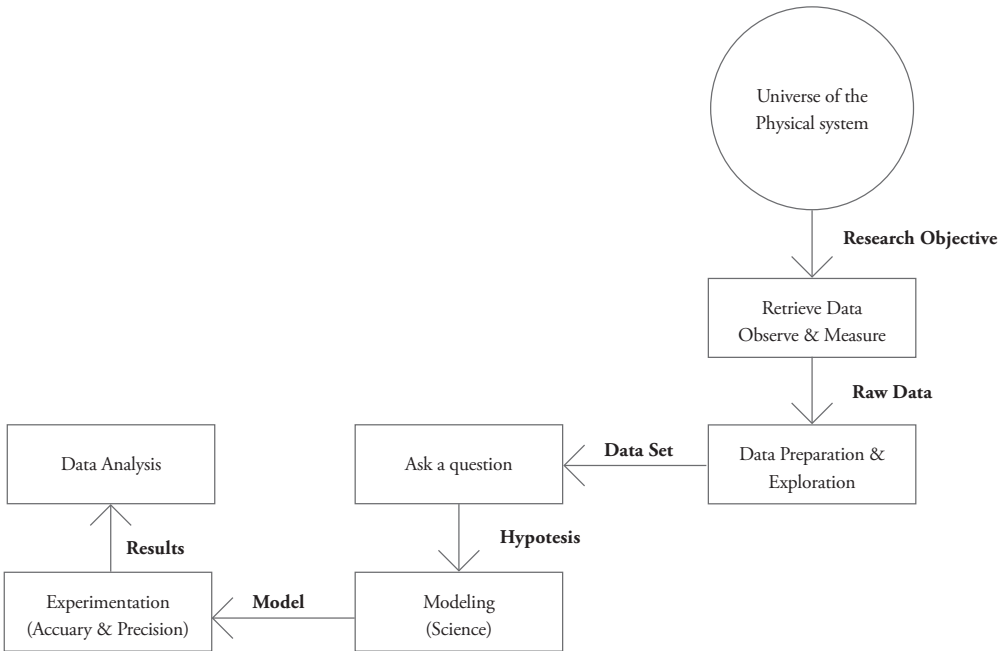 Universe of the
Physical system
Research Objective
Retrieve Data
Observe & Measure
Raw Data
Data Preparation &
Exploration
Data Set
Ask a question
Hypotesis
Modeling
(Science)
Model
Experimentation
(Accuary & Precision)
Results
Data Analysis